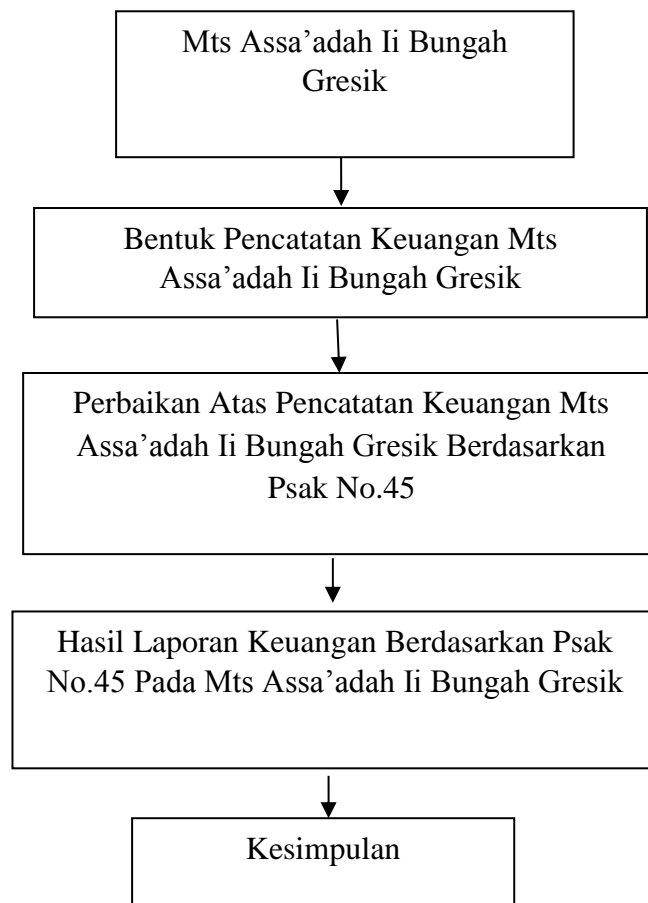 Mts Assa’adah Ii Bungah
Gresik
Bentuk Pencatatan Keuangan Mts
Assa’adah Ii Bungah Gresik
Perbaikan Atas Pencatatan Keuangan Mts
Assa’adah Ii Bungah Gresik Berdasarkan
Psak No.45
Hasil Laporan Keuangan Berdasarkan Psak
No.45 Pada Mts Assa’adah Ii Bungah Gresik
Kesimpulan